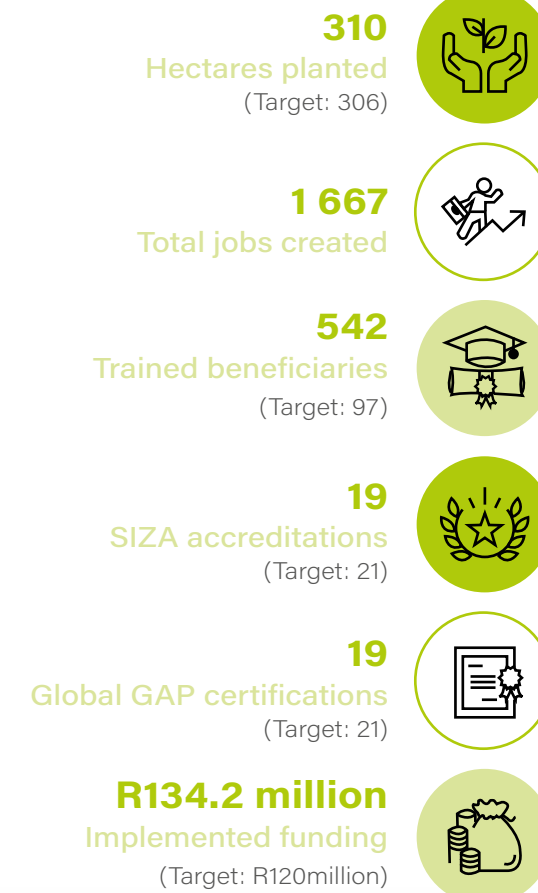 310
Hectares planted
(Target: 306)
1 667
Total jobs created
542
Trained beneficiaries
(Target: 97)
19
SIZA accreditations
(Target: 21)
19
Global GAP certifications
(Target: 21)
R134.2 million
Implemented funding
(Target: R120million)